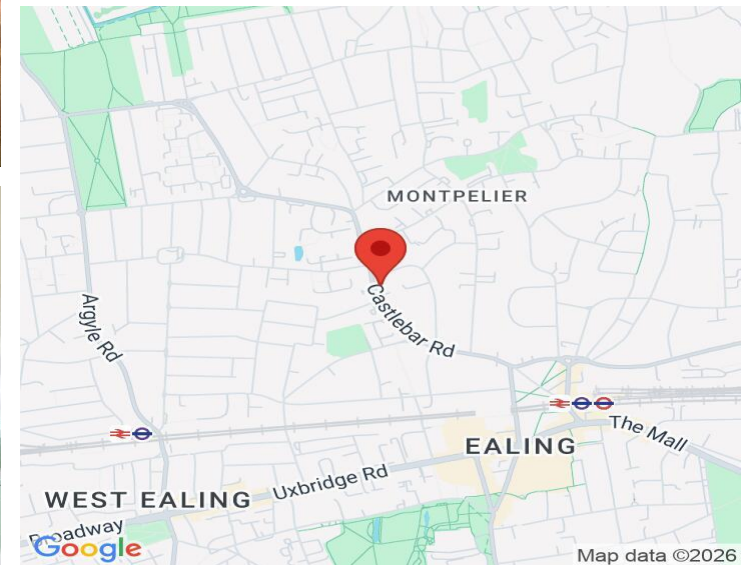 MONTPELIER
Castlebar Rd
Argyle Rd
The Mall
EALING
Uxbridge Rd
WEST EALING
Broadway
Google
Map data ©2026